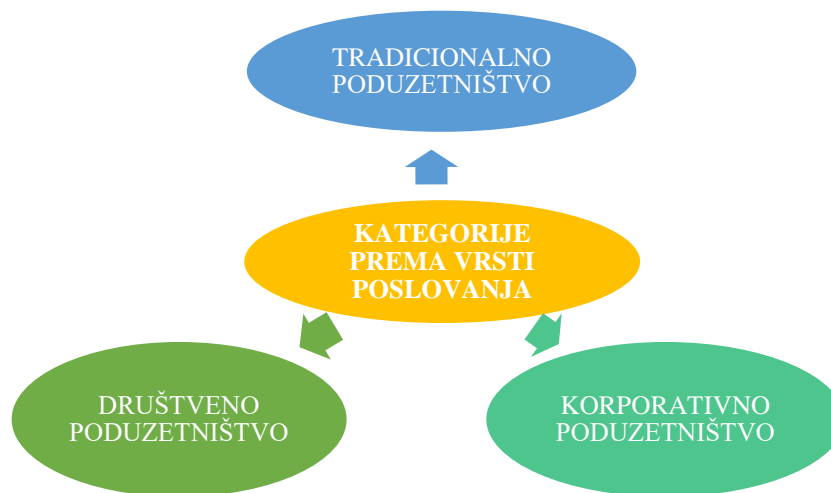 TRADICIONALNO
PODUZETNIŠTVO
KATEGORIJE
PREMA VRSTI
POSLOVANJA
DRUŠTVENO
PODUZETNIŠTVO
KORPORATIVNO
PODUZETNIŠTVO